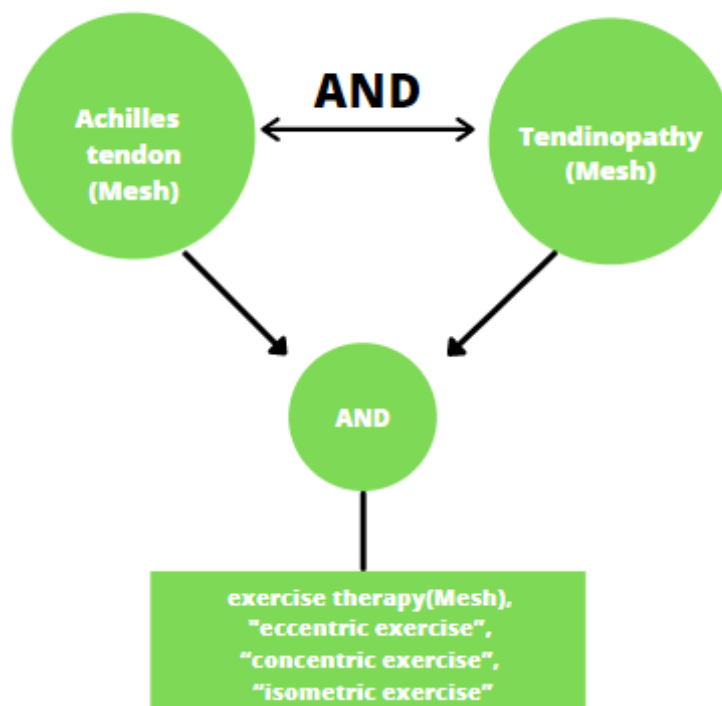 AND
Achilles
tendon
(Mesh)
Tendinopathy
(Mesh)
AND
exercise therapy(Mesh),
"eccentric exercise”,
“concentric exercise”,
“isometric exercise”